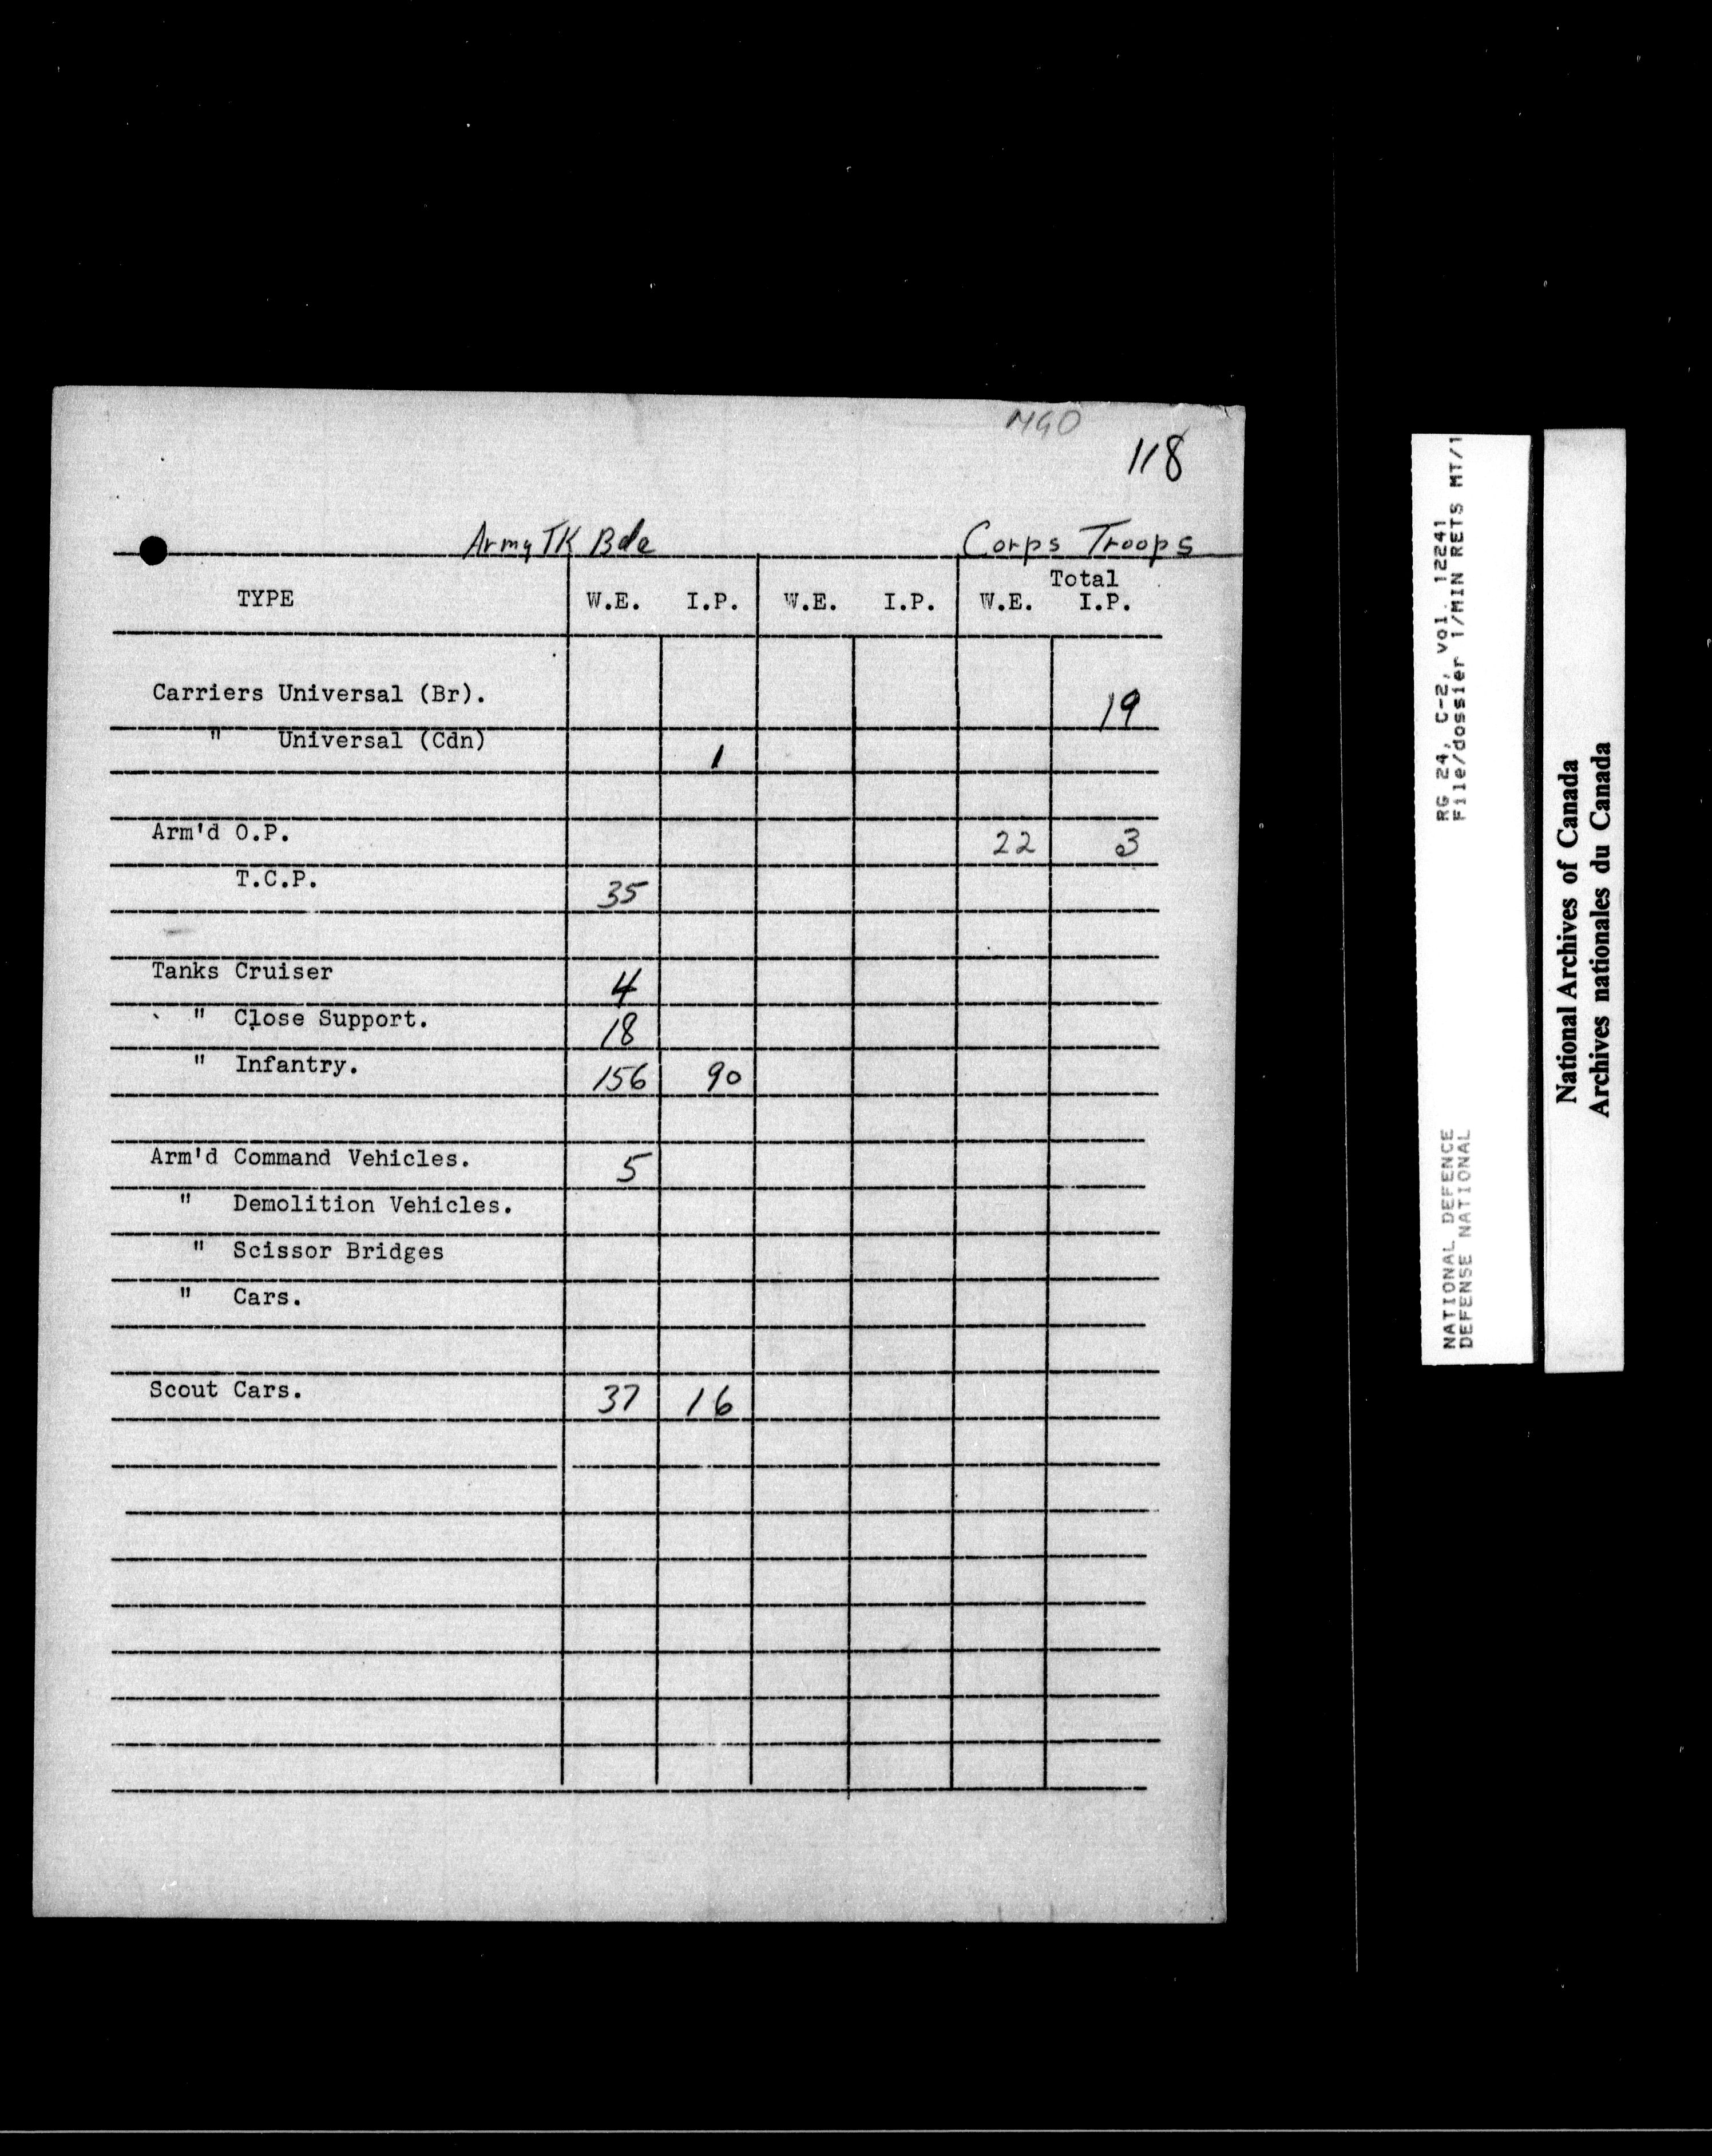 MGO
118
Army TK Bde Corps Troops
Total
TYPE W.E. I.P. W.E. I.P. W.E. I.P.
Carriers Universal (Br). 19
" Universal (Cdn) 1
Arm'd O.P. 22 3
T.C.P. 35
Tanks Cruiser 4
" Close Support. 18
" Infantry. 156 90
Arm'd Command Vehicles. 5
" Demolition Vehicles.
" Scissor Bridges
" Cars.
Scout Cars. 37 16
RG 24, C-2, vol. 12241
File/dossier 1/MIN RETS MT/1
NATIONAL DEFENCE
DEFENSE NATIONAL
National Archives of Canada
Archives nationales du Canada